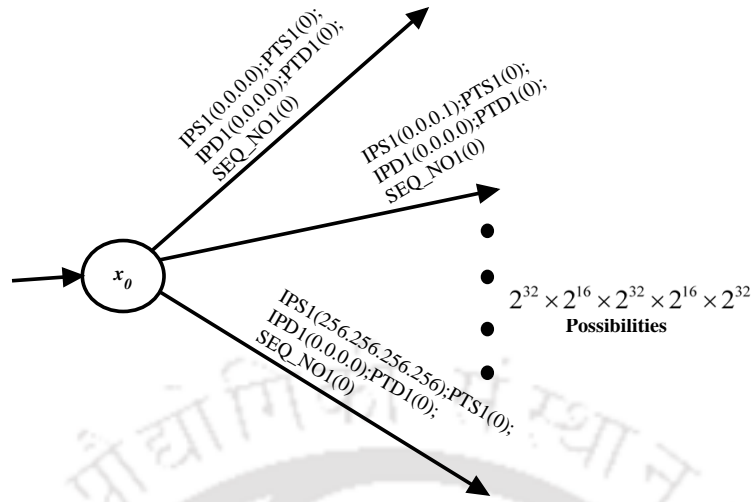 IPS1(0.0.0.0);PTS1(0);
IPD1(0.0.0.0);PTD1(0);
SEQ_NO1(0)
IPS1(0.0.0.1);PTS1(0);
IPD1(0.0.0.0);PTD1(0);
SEQ_NO1(0)
x_0
2^{32} × 2^{16} × 2^{32} × 2^{16} × 2^{32}
Possibilities
IPS1(256.256.256.256);PTS1(0);
IPD1(0.0.0.0);PTD1(0);
SEQ_NO1(0)